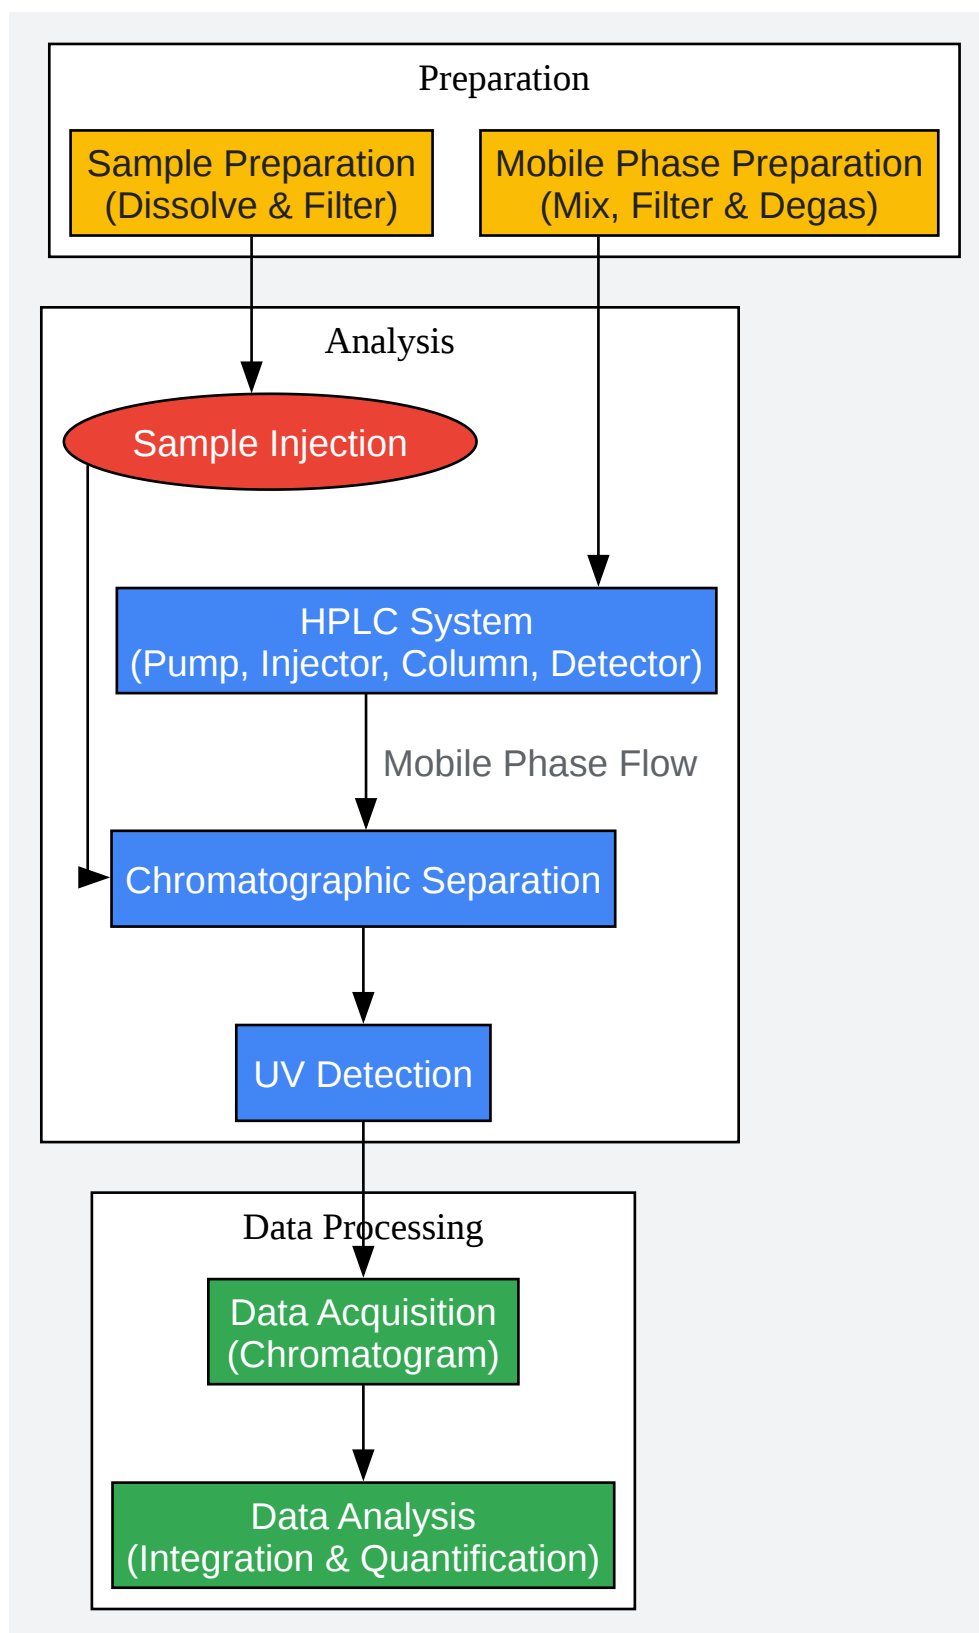 Preparation
Sample Preparation
(Dissolve & Filter)
Mobile Phase Preparation
(Mix, Filter & Degas)
Analysis
Sample Injection
HPLC System
(Pump, Injector, Column, Detector)
Mobile Phase Flow
Chromatographic Separation
UV Detection
Data Processing
Data Acquisition
(Chromatogram)
Data Analysis
(Integration & Quantification)